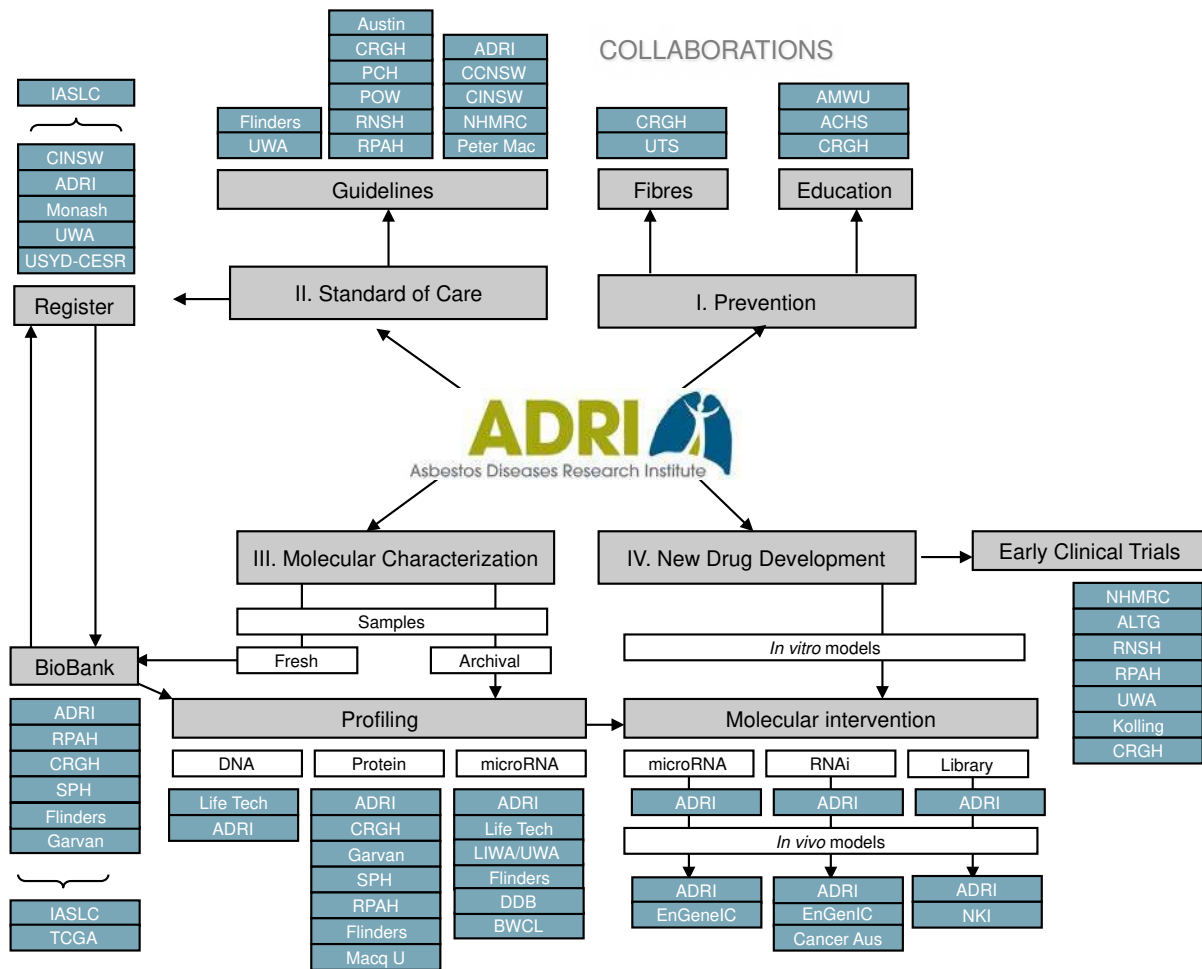 COLLABORATIONS
IASLC
CINSW
ADRI
Monash
UWA
USYD-CESR
Register
Flinders
UWA
Austin
CRGH
PCH
POW
RNSH
RPAH
ADRI
CCNSW
CINSW
NHMRC
Peter Mac
Guidelines
II. Standard of Care
CRGH
UTS
Fibres
AMWU
ACHS
CRGH
Education
I. Prevention
ADRI
Asbestos Diseases Research Institute
III. Molecular Characterization
Samples
Fresh
Archival
BioBank
ADRI
RPAH
CRGH
SPH
Flinders
Garvan
IASLC
TCGA
Profiling
DNA
Life Tech
ADRI
Protein
ADRI
CRGH
Garvan
SPH
RPAH
Flinders
Macq U
microRNA
ADRI
Life Tech
LIWA/UWA
Flinders
DDB
BWCL
IV. New Drug Development
In vitro models
Molecular intervention
microRNA
RNAi
Library
ADRI
ADRI
ADRI
In vivo models
ADRI
EnGeneIC
ADRI
EnGenIC
Cancer Aus
ADRI
NKI
Early Clinical Trials
NHMRC
ALTG
RNSH
RPAH
UWA
Kolling
CRGH